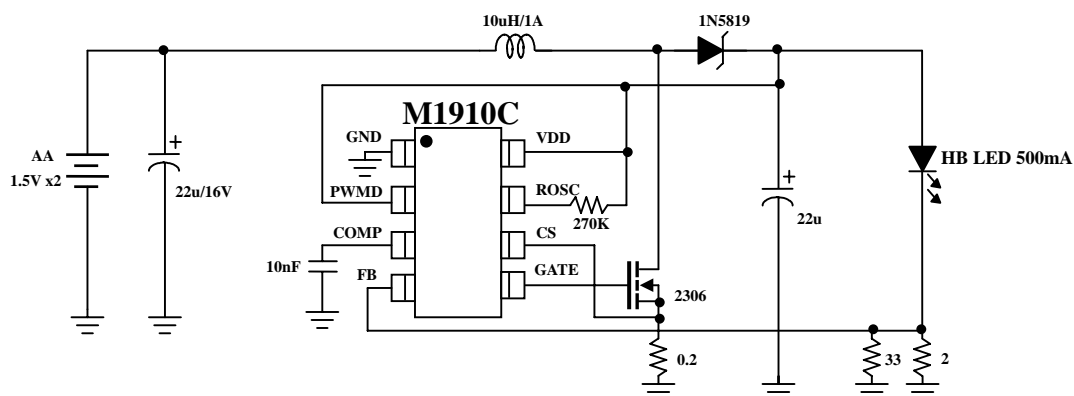 10uH/1A
1N5819
M1910C
GND
VDD
AA
1.5V x2
+
22u/16V
PWMD
ROSC
270K
HB LED 500mA
+
22u
COMP
CS
10nF
FB
GATE
2306
0.2
33
2